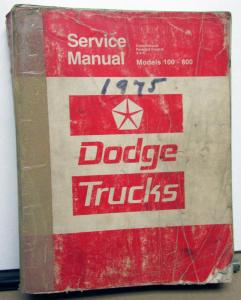 Service
Manual
Models 100 - 800
1975
Dodge
Trucks